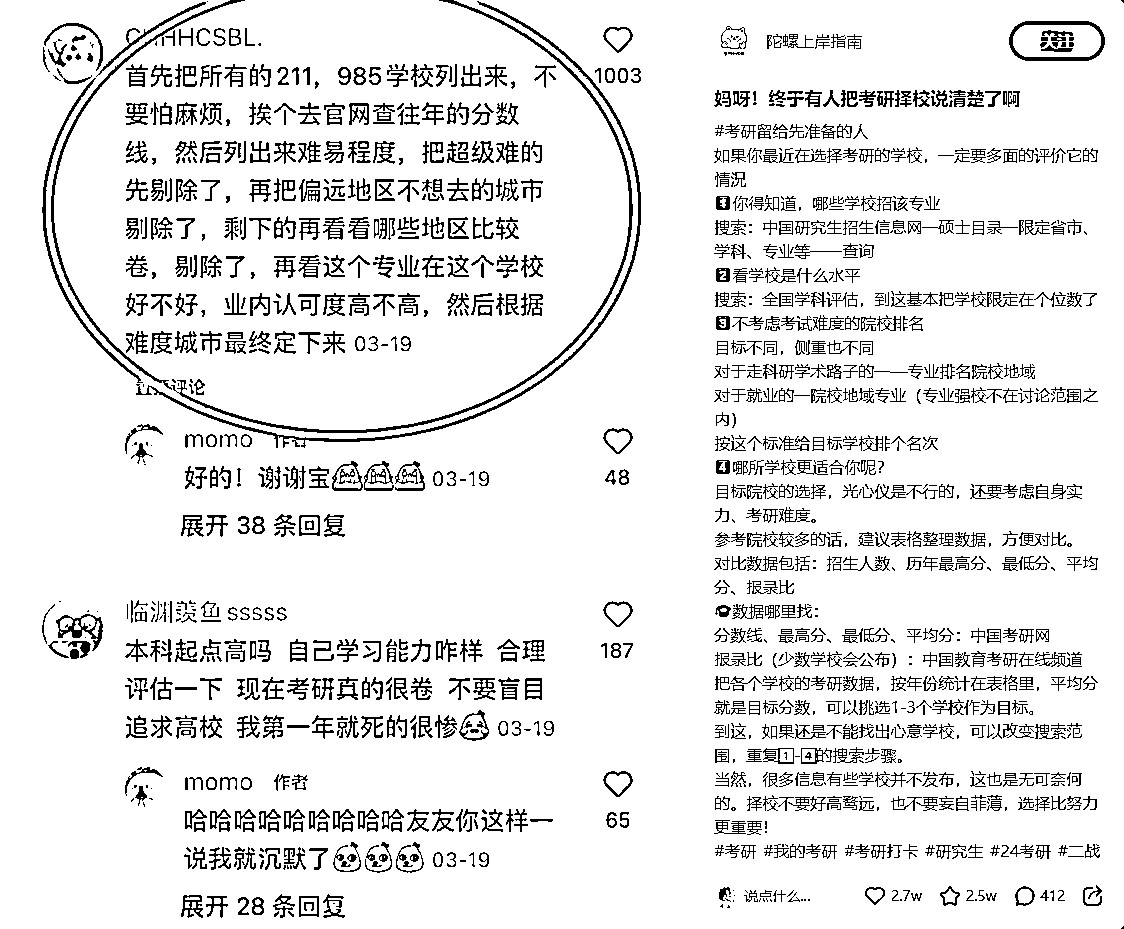 CHHHCSBL.
首先把所有的211，985学校列出来，不
要怕麻烦，挨个去官网查往年的分数
线，然后列出来难易程度，把超级难的
先剔除了，再把偏远地区不想去的城市
剔除了，剩下的再看看哪些地区比较
卷，剔除了，再看这个专业在这个学校
好不好，业内认可度高不高，然后根据
难度城市最终定下来 03-19
1003
评论
momo 作者
好的！谢谢宝 03-19
48
展开 38 条回复
临渊羡鱼sssss
本科起点高吗 自己学习能力咋样 合理
评估一下 现在考研真的很卷 不要盲目
追求高校 我第一年就死的很惨 03-19
187
momo 作者
哈哈哈哈哈哈哈哈哈友友你这样一
说我就沉默了 03-19
65
展开 28 条回复
陀螺上岸指南
关注
妈呀！终于有人把考研择校说清楚了啊
#考研留给先准备的人
如果你最近在选择考研的学校，一定要多面的评价它的
情况
1你得知道，哪些学校招该专业
搜索：中国研究生招生信息网—硕士目录—限定省市、
学科、专业等——查询
2看学校是什么水平
搜索：全国学科评估，到这基本把学校限定在个位数了
3不考虑考试难度的院校排名
目标不同，侧重也不同
对于走科研学术路子的——专业排名院校地域
对于就业的—院校地域专业（专业强校不在讨论范围之
内）
按这个标准给目标学校排个名次
4哪所学校更适合你呢？
目标院校的选择，光心仪是不行的，还要考虑自身实
力、考研难度。
参考院校较多的话，建议表格整理数据，方便对比。
对比数据包括：招生人数、历年最高分、最低分、平均
分、报录比
数据哪里找：
分数线、最高分、最低分、平均分：中国考研网
报录比（少数学校会公布）：中国教育考研在线频道
把各个学校的考研数据，按年份统计在表格里，平均分
就是目标分数，可以挑选1-3个学校作为目标。
到这，如果还是不能找出心意学校，可以改变搜索范
围，重复1-4的搜索步骤。
当然，很多信息有些学校并不发布，这也是无可奈何
的。择校不要好高骛远，也不要妄自菲薄，选择比努力
更重要！
#考研 #我的考研 #考研打卡 #研究生 #24考研 #二战
说点什么... 2.7w 2.5w 412